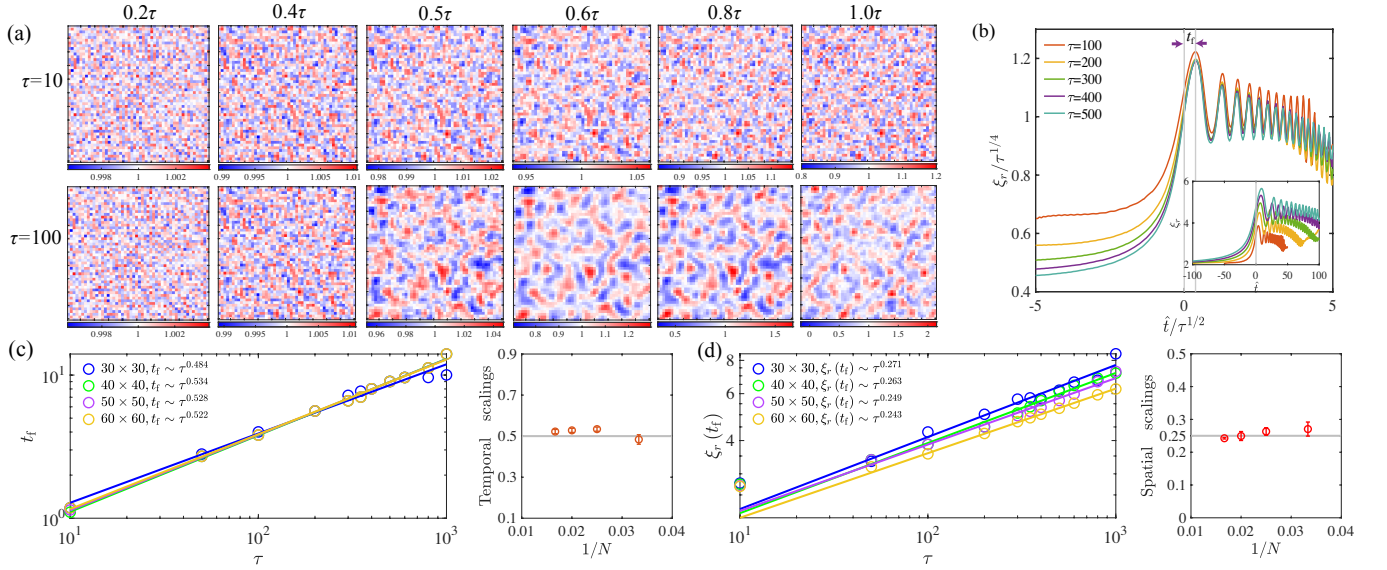 0.2τ 0.4τ 0.5τ 0.6τ 0.8τ 1.0τ
(a)
τ=10
0.998 1 1.002
0.99 0.995 1 1.005 1.01
0.98 0.99 1 1.01 1.02
0.95 1 1.05
0.9 1 1.1
0.8 0.9 1 1.1 1.2
τ=100
0.998 1 1.002
0.99 0.995 1 1.005 1.01
0.96 0.98 1 1.02 1.04
0.8 0.9 1 1.1 1.2
0.5 1 1.5
0 0.5 1 1.5 2
(b)
t_f
τ=100
τ=200
τ=300
τ=400
τ=500
1.2
1
0.8
0.6
0.4
ξ_r/τ^{1/4}
-5 0 5
t̂/τ^{1/2}
6
4
2
ξ_r
-100 -50 0 50 100
t̂
(c)
30 × 30, t_f ∼ τ^{0.484}
40 × 40, t_f ∼ τ^{0.534}
50 × 50, t_f ∼ τ^{0.528}
60 × 60, t_f ∼ τ^{0.522}
10^1
10^0
t_f
10^1 10^2 10^3
τ
0.9
0.7
0.5
0.3
0.1
Temporal scalings
0.01 0.02 0.03 0.04
1/N
(d)
30 × 30, ξ_r (t_f) ∼ τ^{0.271}
40 × 40, ξ_r (t_f) ∼ τ^{0.263}
50 × 50, ξ_r (t_f) ∼ τ^{0.249}
60 × 60, ξ_r (t_f) ∼ τ^{0.243}
8
6
4
ξ_r (t_f)
10^1 10^2 10^3
τ
0.5
0.4
0.3
0.25
0.2
0.1
0
Spatial scalings
0.01 0.02 0.03 0.04
1/N